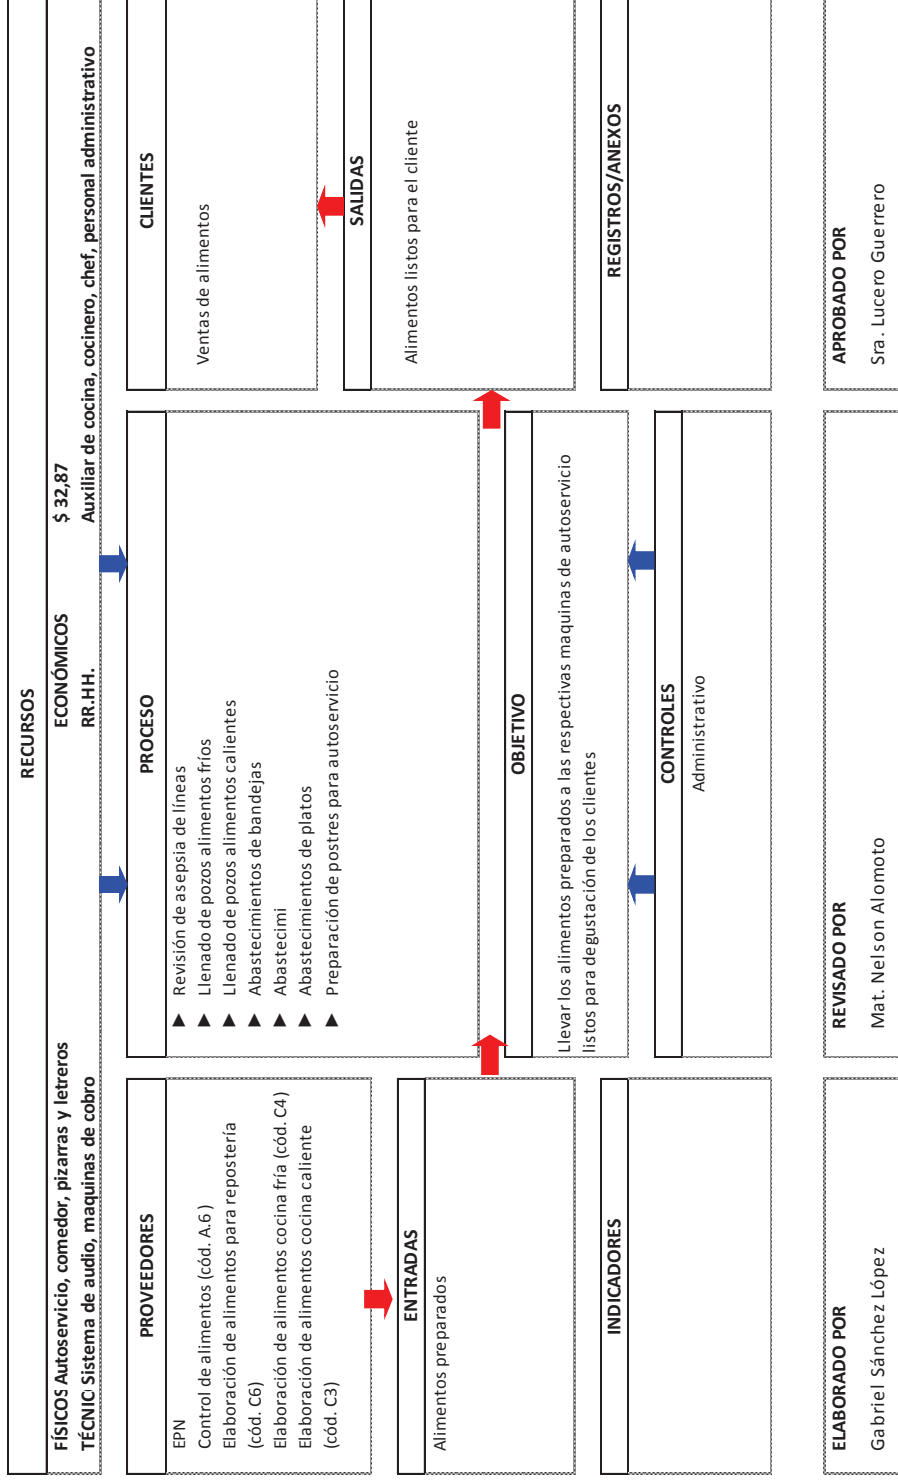 RECURSOS
FÍSICOS Autoservicio, comedor, pizarras y letreros
ECONÓMICOS
$ 32,87
TÉCNIC Sistema de audio, maquinas de cobro
RR.HH.
Auxiliar de cocina, cocinero, chef, personal administrativo
PROVEEDORES
EPN
Control de alimentos (cód. A.6 )
Elaboración de alimentos para repostería
(cód. C6)
Elaboración de alimentos cocina fría (cód. C4)
Elaboración de alimentos cocina caliente
(cód. C3)
ENTRADAS
Alimentos preparados
INDICADORES
PROCESO
Revisión de asepsia de líneas
Llenado de pozos alimentos fríos
Llenado de pozos alimentos calientes
Abastecimientos de bandejas
Abastecimi
Abastecimientos de platos
Preparación de postres para autoservicio
OBJETIVO
Llevar los alimentos preparados a las respectivas maquinas de autoservicio
listos para degustación de los clientes
CONTROLES
Administrativo
CLIENTES
Ventas de alimentos
SALIDAS
Alimentos listos para el cliente
REGISTROS/ANEXOS
ELABORADO POR
Gabriel Sánchez López
REVISADO POR
Mat. Nelson Alomoto
APROBADO POR
Sra. Lucero Guerrero